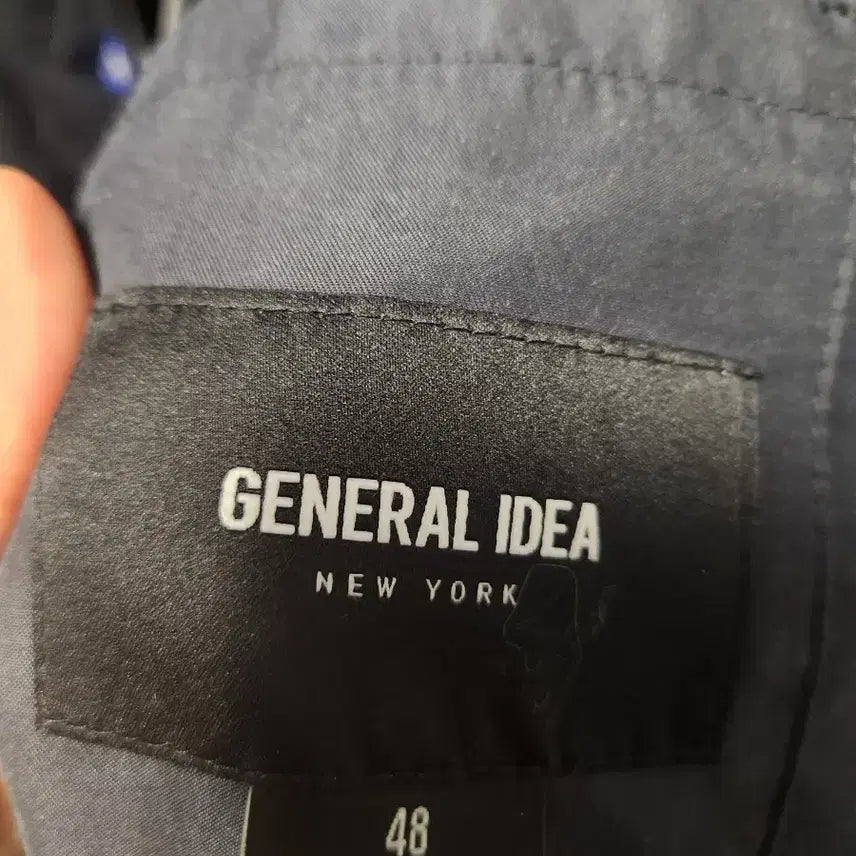 GENERAL IDEA
NEW YORK
48